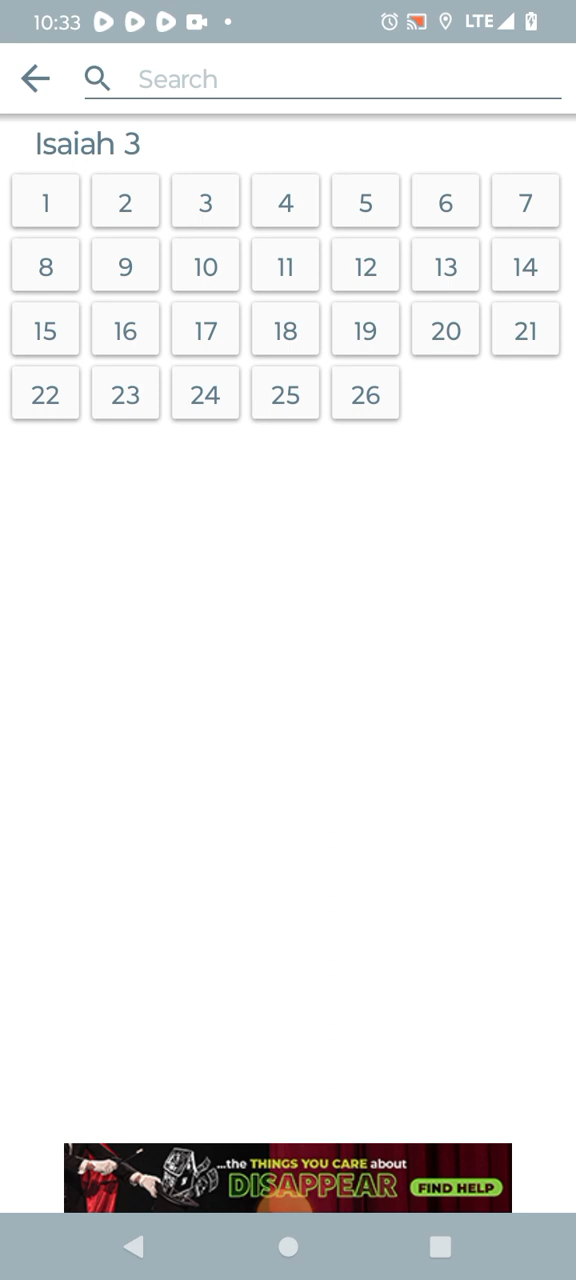 10:33 LTE
Search
Isaiah 3
1 2 3 4 5 6 7
8 9 10 11 12 13 14
15 16 17 18 19 20 21
22 23 24 25 26
...the THINGS YOU CARE about
DISAPPEAR FIND HELP